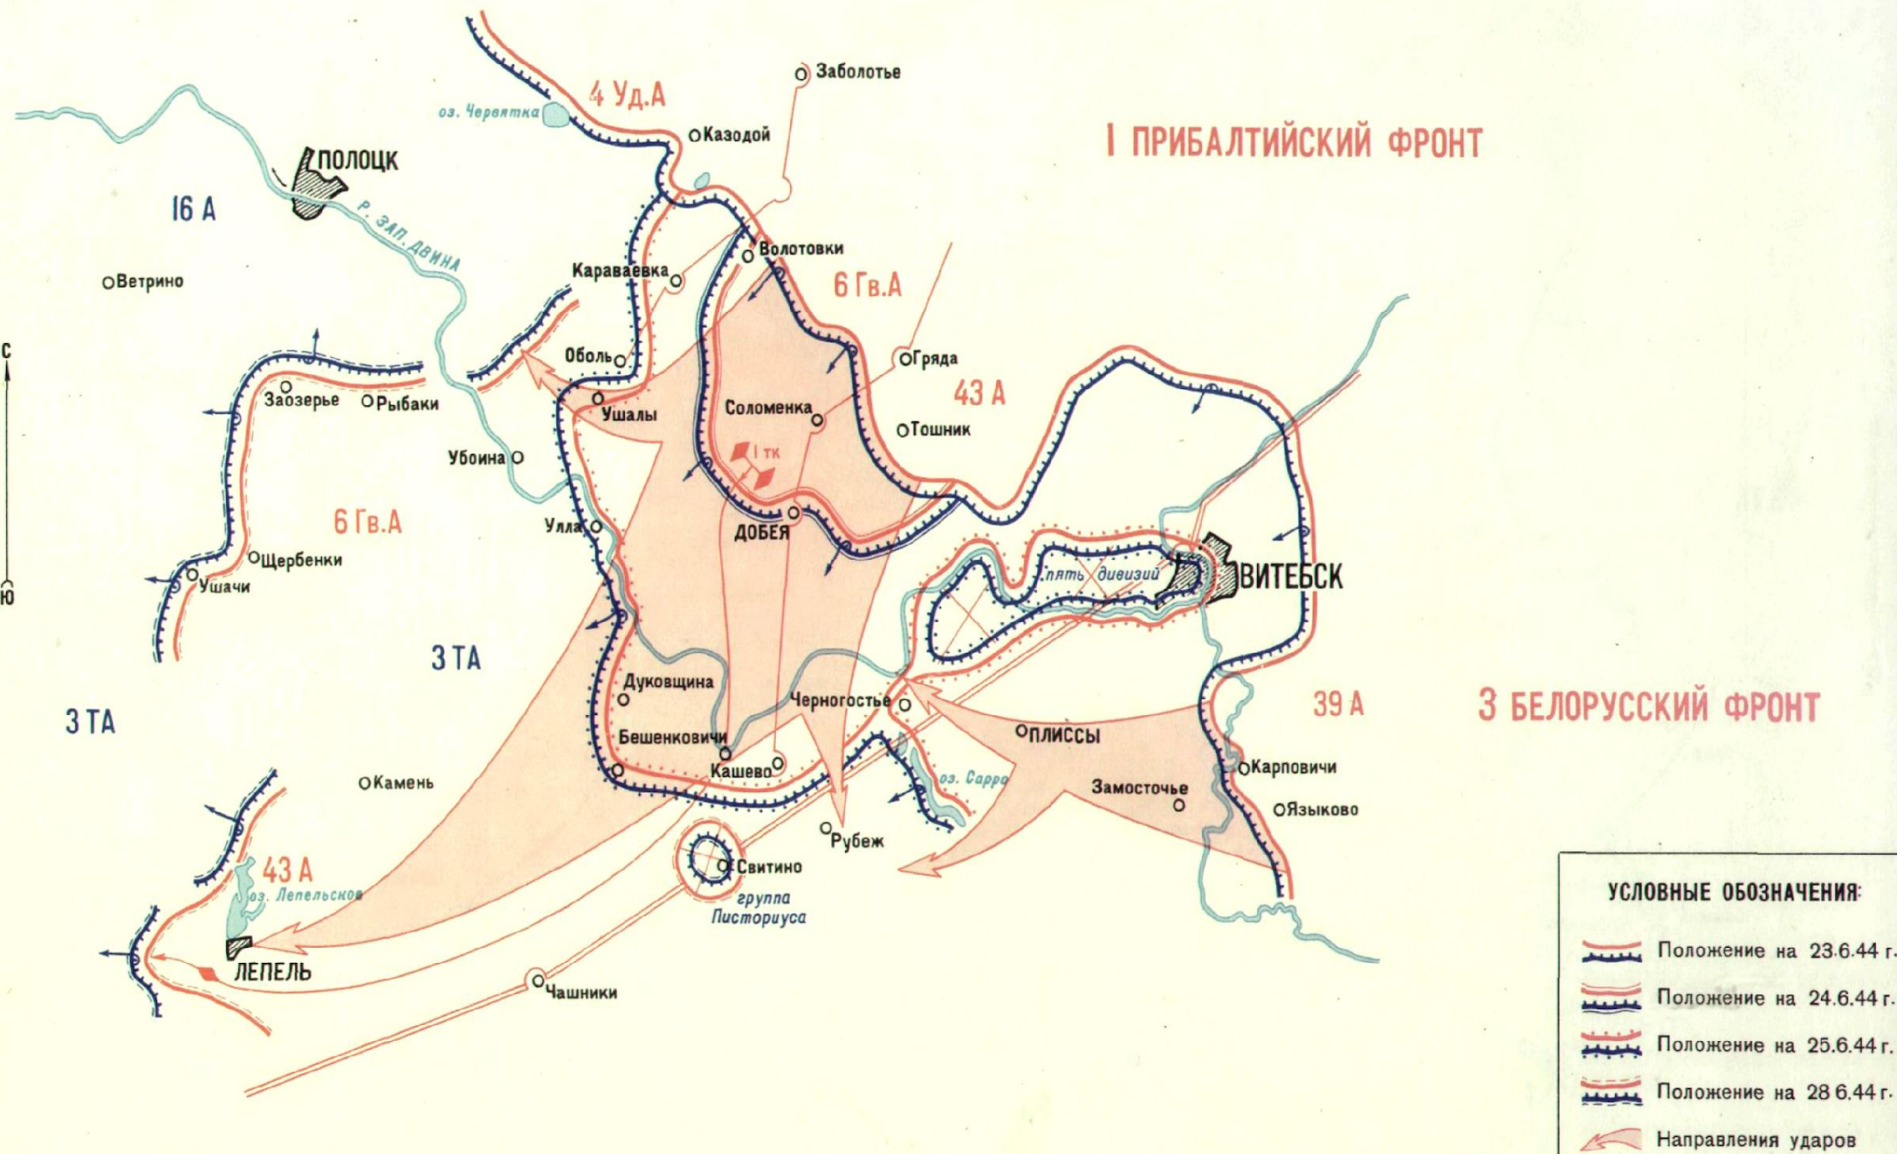 Заболотье
4 Уд.А
оз. Червятка
Казодой
1 ПРИБАЛТИЙСКИЙ ФРОНТ
ПОЛОЦК
16 А
Р. ЗАП. ДВИНА
Волотовки
Караваевка
Ветрино
6 Гв.А
С
Оболь
Гряда
Заозерье
Рыбаки
43 А
Ушалы
Соломенка
Тошник
Убоина
1 тк
6 Гв.А
Улла
ДОБЕЯ
Щербенки
Ушачи
пять дивизий
ВИТЕБСК
Ю
3 ТА
Дуковщина
Черногостье
39 А
3 БЕЛОРУССКИЙ ФРОНТ
3 ТА
Бешенковичи
ПЛИССЫ
Кашево
Карповичи
оз. Сарро
Камень
Замосточье
Языково
Рубеж
43 А
Свитино
оз. Лепельское
группа
Писториуса
ЛЕПЕЛЬ
Чашники
УСЛОВНЫЕ ОБОЗНАЧЕНИЯ:
Положение на 23.6.44 г.
Положение на 24.6.44 г.
Положение на 25.6.44 г.
Положение на 28 6.44 г.
Направления ударов